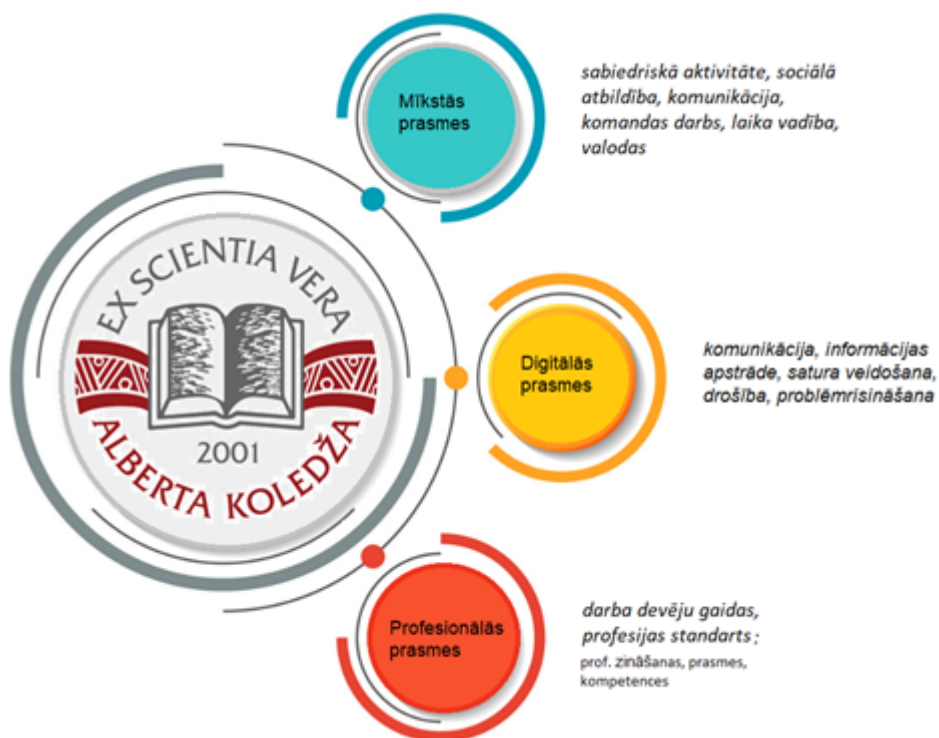 Mīkstās
prasmes
sabiedriskā aktivitāte, sociālā
atbildība, komunikācija,
komandas darbs, laika vadība,
valodas
EX SCIENTIA VERA
2001
ALBERTA KOLEDŽA
Digitālās
prasmes
komunikācija, informācijas
apstrāde, satura veidošana,
drošība, problēmrisināšana
Profesionālās
prasmes
darba devēju gaidas,
profesijas standarts;
prof. zināšanas, prasmes,
kompetences